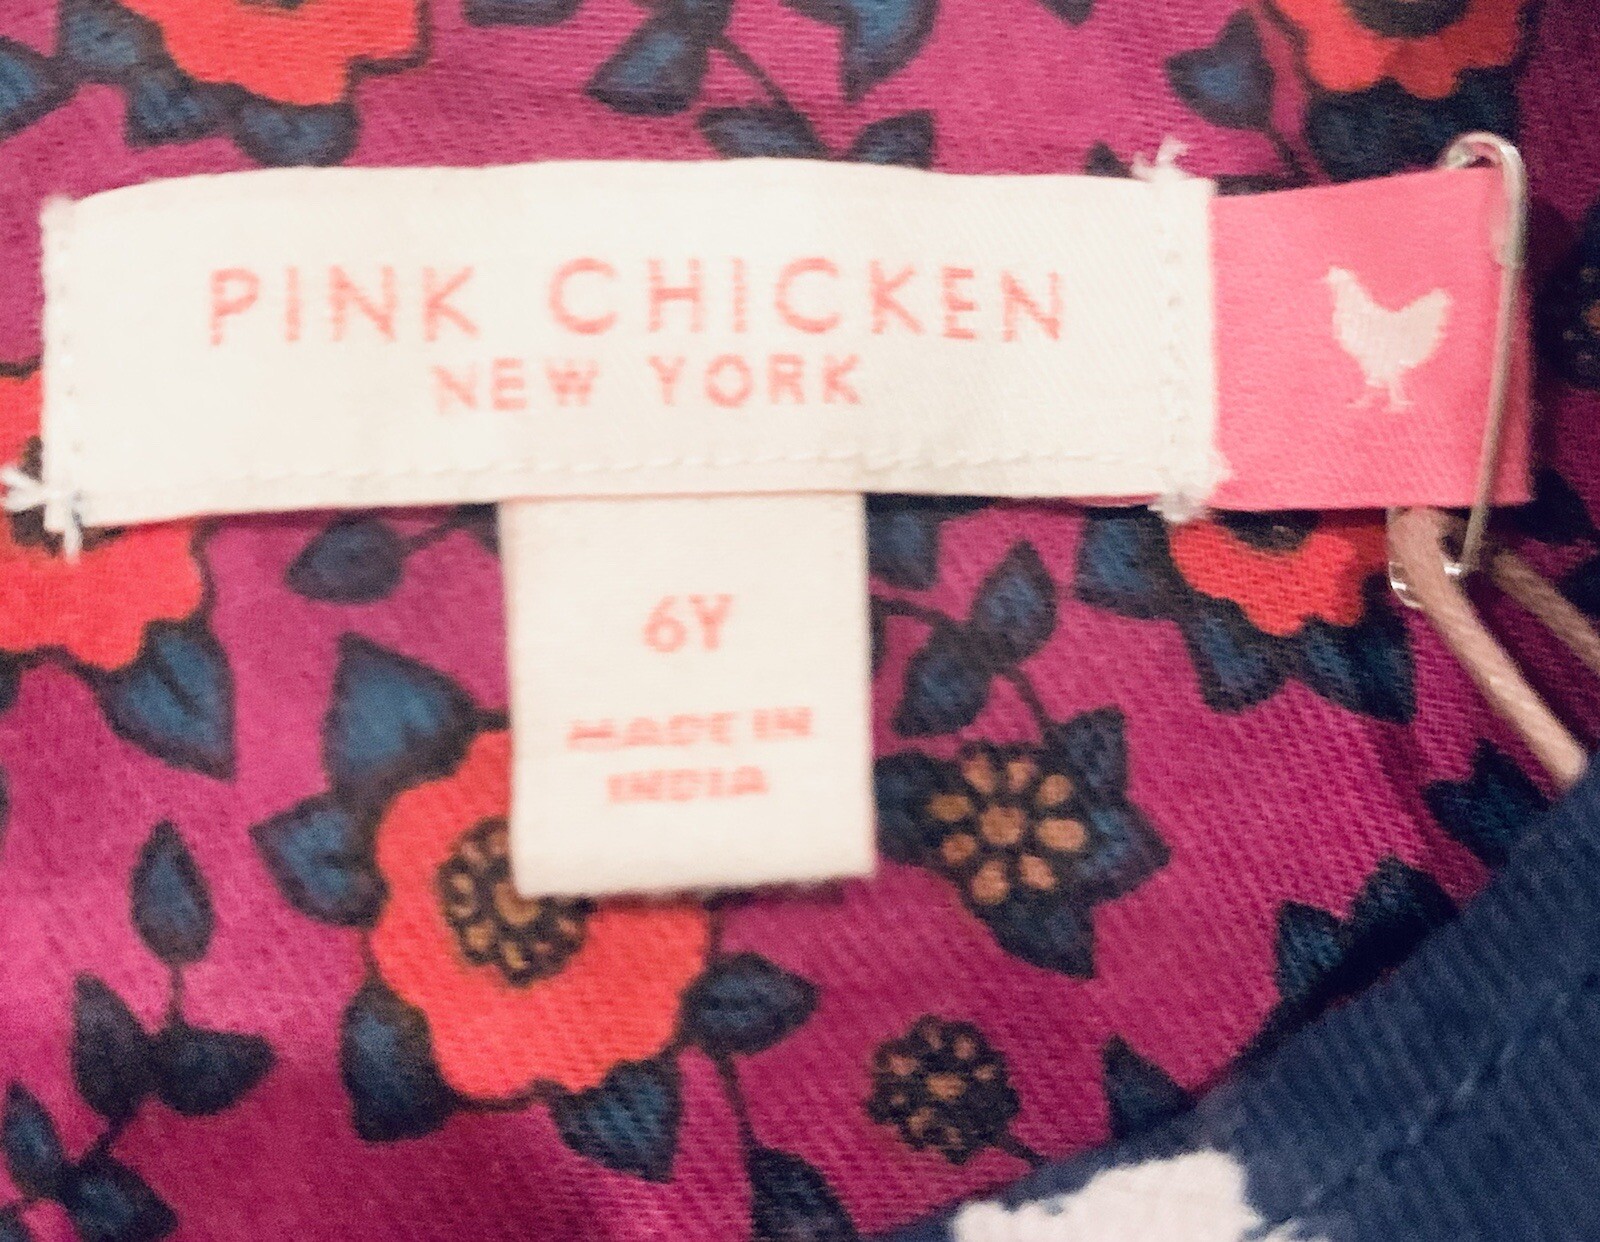 PINK CHICKEN
NEW YORK
6Y
MADE IN
INDIA